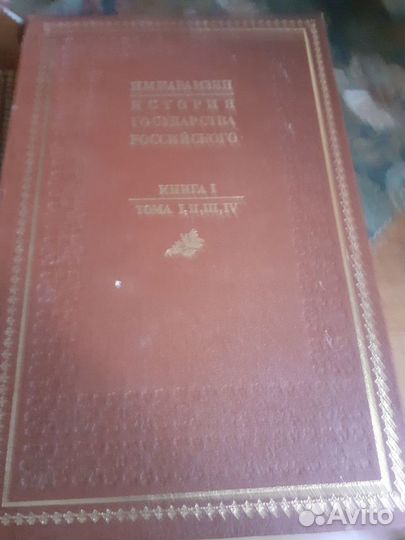 Н.М.КАРАМЗИН
ИСТОРИЯ
ГОСУДАРСТВА
РОССИЙСКОГО
КНИГА I
ТОМА I, II, III, IV
Avito